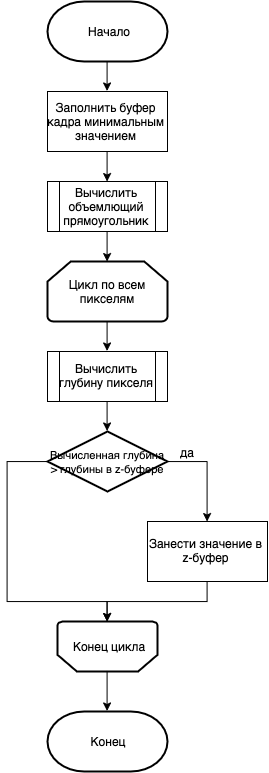 Начало
Заполнить буфер
кадра минимальным
значением
Вычислить
объемлющий
прямоугольник
Цикл по всем
пикселям
Вычислить
глубину пикселя
Вычисленная глубина
> глубины в z-буфере
да
Занести значение в
z-буфер
Конец цикла
Конец